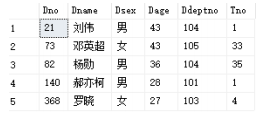 Dno Dname Dsex Dage Ddeptno Tno
1 21 刘伟 男 43 104 1
2 73 邓英超 女 43 105 33
3 82 杨勋 男 36 104 35
4 140 郝亦柯 男 28 101 1
5 368 罗晓 女 27 103 4